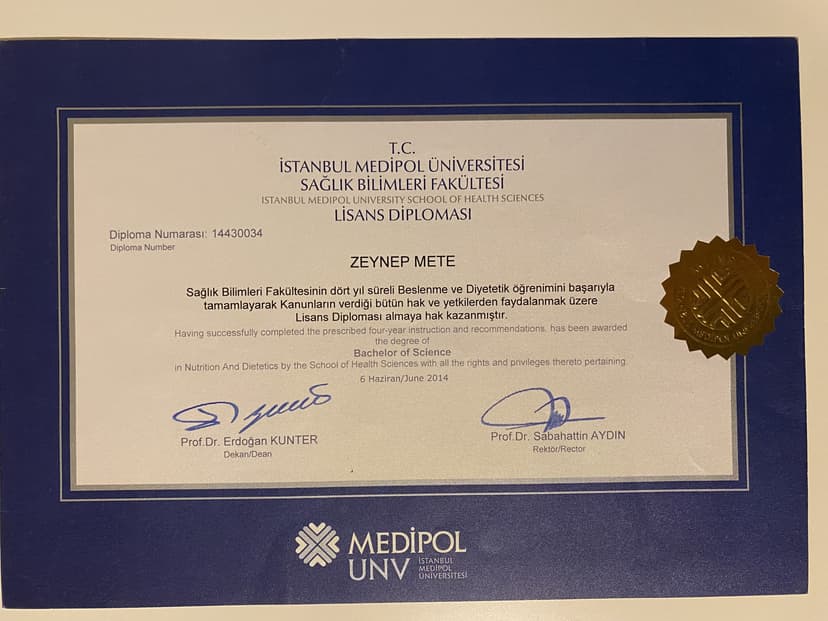 T.C.
İSTANBUL MEDİPOL ÜNİVERSİTESİ
SAĞLIK BİLİMLERİ FAKÜLTESİ
ISTANBUL MEDIPOL UNIVERSITY SCHOOL OF HEALTH SCIENCES
LİSANS DİPLOMASI
Diploma Numarası: 14430034
Diploma Number
ZEYNEP METE
Sağlık Bilimleri Fakültesinin dört yıl süreli Beslenme ve Diyetetik öğrenimini başarıyla
tamamlayarak Kanunların verdiği bütün hak ve yetkilerden faydalanmak üzere
Lisans Diploması almaya hak kazanmıştır.
Having successfully completed the prescribed four-year instruction and recommendations, has been awarded
the degree of
Bachelor of Science
in Nutrition And Dietetics by the School of Health Sciences with all the rights and privileges thereto pertaining.
6 Haziran/June 2014
Prof.Dr. Erdoğan KUNTER
Dekan/Dean
Prof.Dr. Sabahattin AYDIN
Rektör/Rector
MEDİPOL
UNV
İSTANBUL
MEDİPOL
ÜNİVERSİTESİ